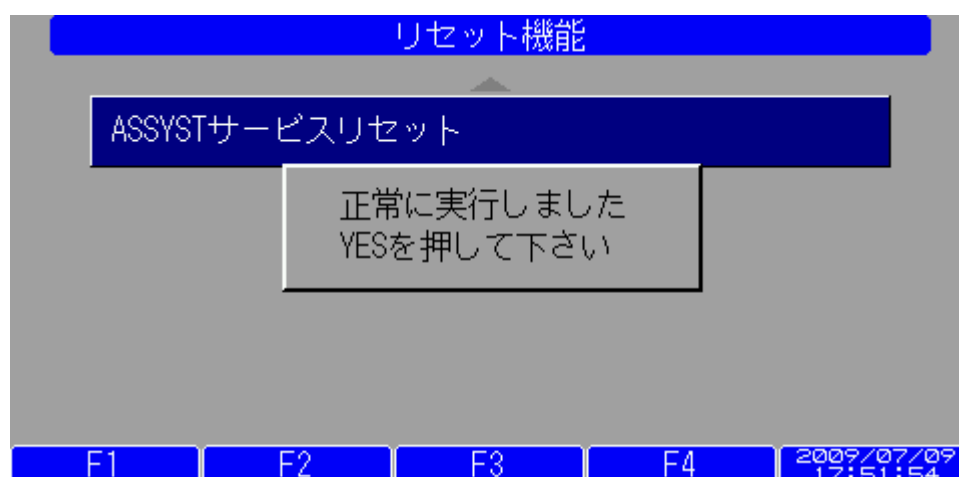 リセット機能
ASSYSTサービスリセット
正常に実行しました
YESを押して下さい
F1
F2
F3
F4
2009/07/09
17:51:54